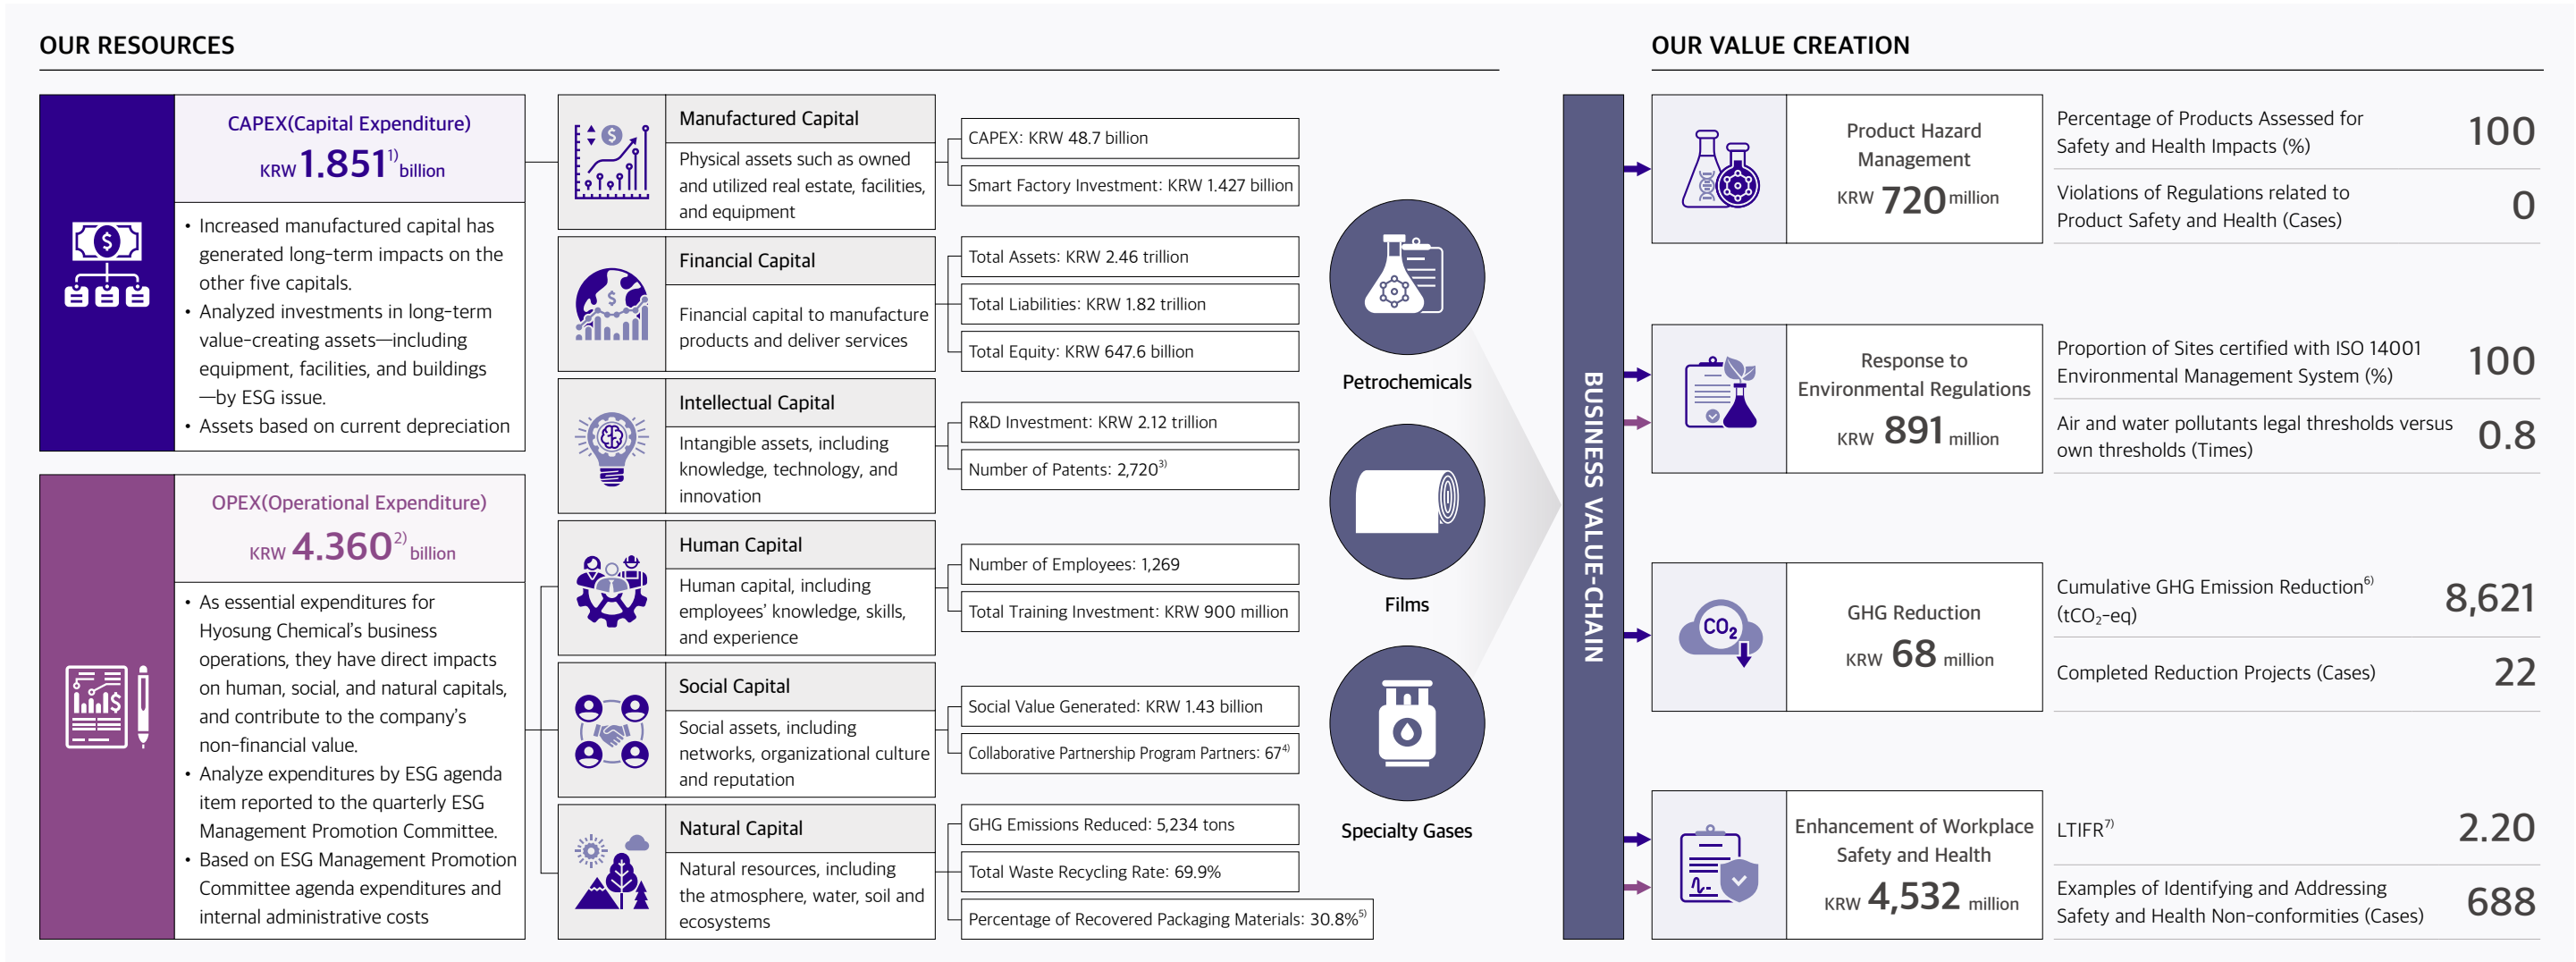 OUR RESOURCES
CAPEX(Capital Expenditure)
KRW 1.851¹⁾ billion
• Increased manufactured capital has
generated long-term impacts on the
other five capitals.
• Analyzed investments in long-term
value-creating assets—including
equipment, facilities, and buildings
—by ESG issue.
• Assets based on current depreciation
OPEX(Operational Expenditure)
KRW 4.360²⁾ billion
• As essential expenditures for
Hyosung Chemical's business
operations, they have direct impacts
on human, social, and natural capitals,
and contribute to the company's
non-financial value.
• Analyze expenditures by ESG agenda
item reported to the quarterly ESG
Management Promotion Committee.
• Based on ESG Management Promotion
Committee agenda expenditures and
internal administrative costs
Manufactured Capital
Physical assets such as owned
and utilized real estate, facilities,
and equipment
CAPEX: KRW 48.7 billion
Smart Factory Investment: KRW 1.427 billion
Financial Capital
Financial capital to manufacture
products and deliver services
Total Assets: KRW 2.46 trillion
Total Liabilities: KRW 1.82 trillion
Total Equity: KRW 647.6 billion
Intellectual Capital
Intangible assets, including
knowledge, technology, and
innovation
R&D Investment: KRW 2.12 trillion
Number of Patents: 2,720³⁾
Human Capital
Human capital, including
employees' knowledge, skills,
and experience
Number of Employees: 1,269
Total Training Investment: KRW 900 million
Social Capital
Social assets, including
networks, organizational culture
and reputation
Social Value Generated: KRW 1.43 billion
Collaborative Partnership Program Partners: 67⁴⁾
Natural Capital
Natural resources, including
the atmosphere, water, soil and
ecosystems
GHG Emissions Reduced: 5,234 tons
Total Waste Recycling Rate: 69.9%
Percentage of Recovered Packaging Materials: 30.8%⁵⁾
Petrochemicals
Films
Specialty Gases
BUSINESS VALUE-CHAIN
OUR VALUE CREATION
Product Hazard
Management
KRW 720 million
Percentage of Products Assessed for
Safety and Health Impacts (%)
100
Violations of Regulations related to
Product Safety and Health (Cases)
0
Response to
Environmental Regulations
KRW 891 million
Proportion of Sites certified with ISO 14001
Environmental Management System (%)
100
Air and water pollutants legal thresholds versus
own thresholds (Times)
0.8
CO₂
GHG Reduction
KRW 68 million
Cumulative GHG Emission Reduction⁶⁾
(tCO₂-eq)
8,621
Completed Reduction Projects (Cases)
22
Enhancement of Workplace
Safety and Health
KRW 4,532 million
LTIFR⁷⁾
2.20
Examples of Identifying and Addressing
Safety and Health Non-conformities (Cases)
688